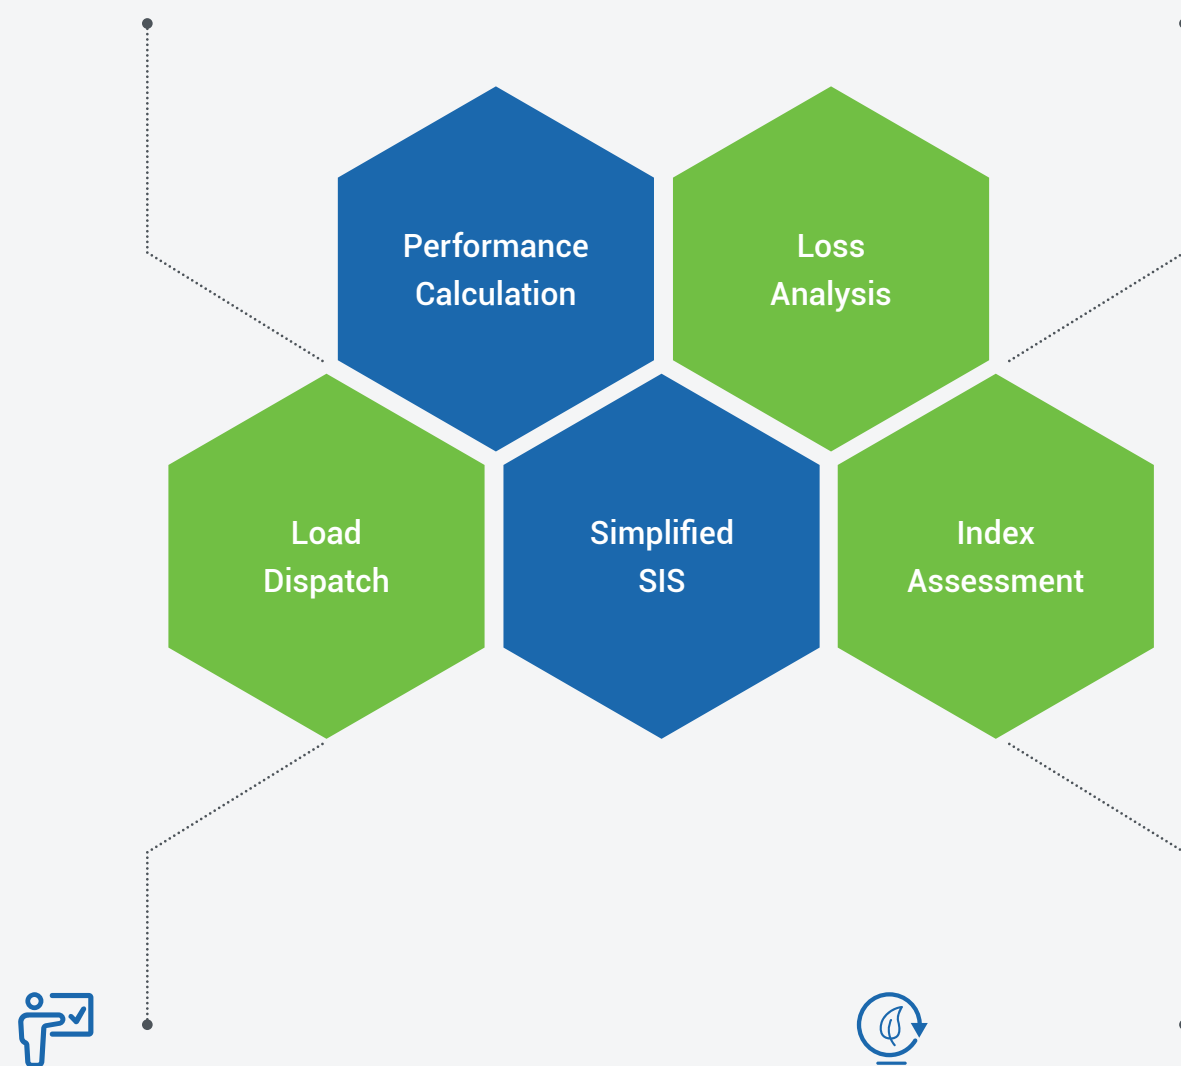 Performance
Calculation
Loss
Analysis
Load
Dispatch
Simplified
SIS
Index
Assessment